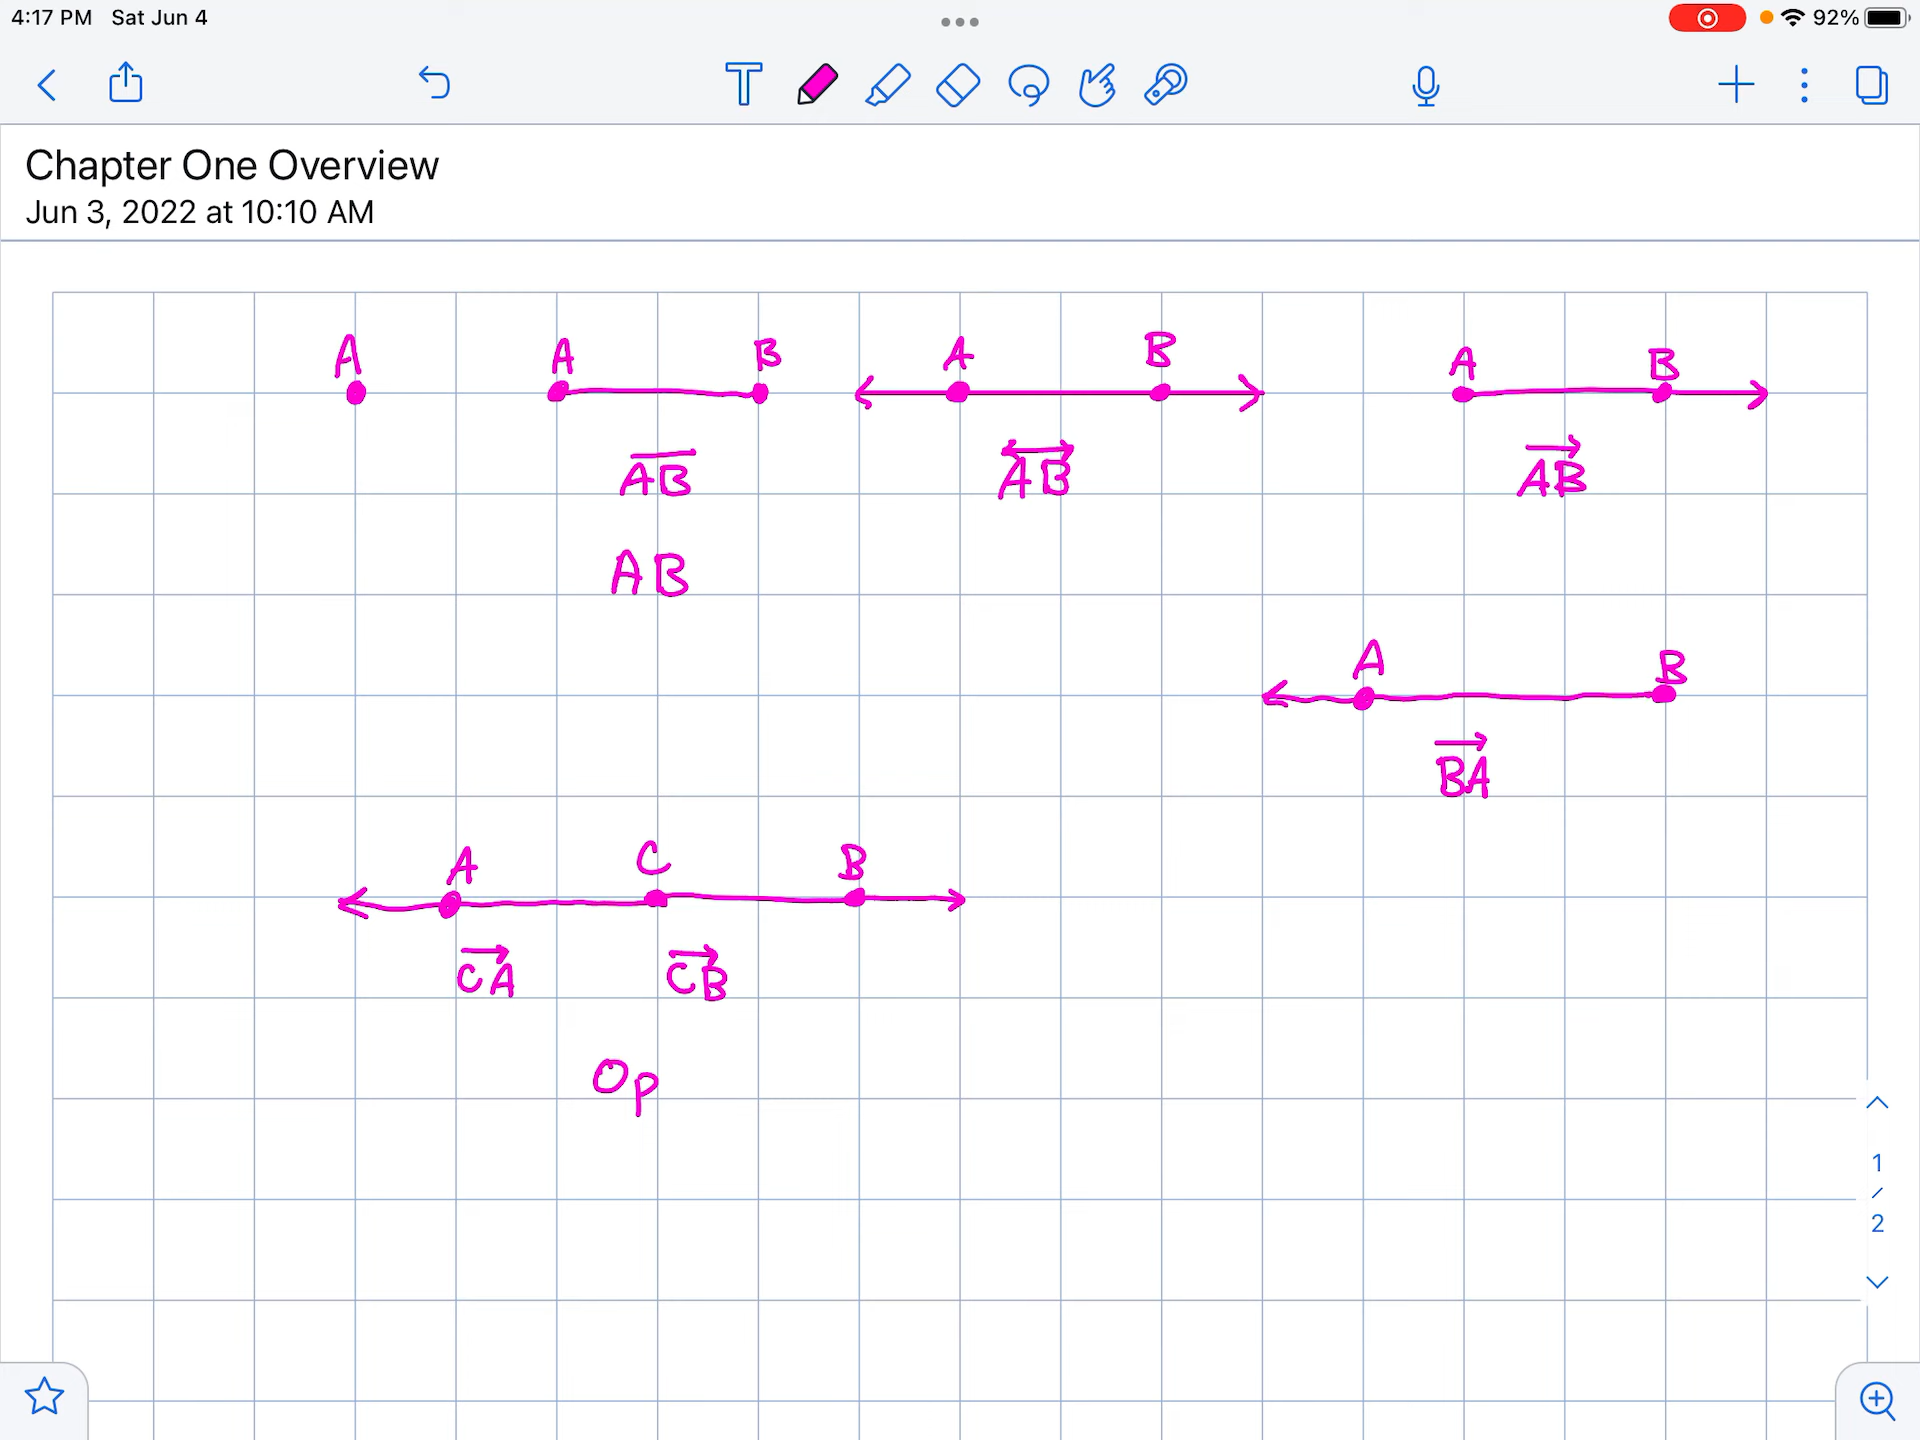 4:17 PM Sat Jun 4 92%
T
Chapter One Overview
Jun 3, 2022 at 10:10 AM
A A B A B A B
AB AB AB
AB
A B
BA
A C B
CA CB
Op
1
/
2